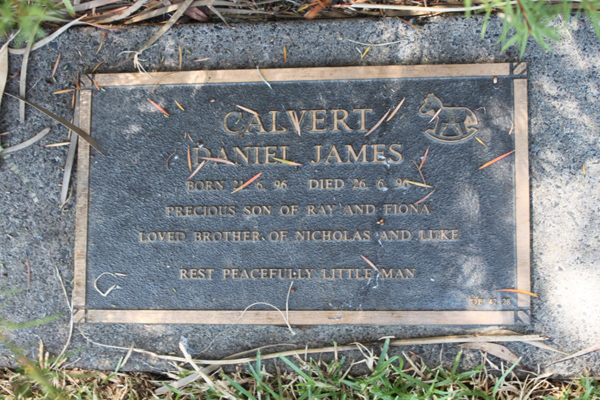 CALVERT
DANIEL JAMES
BORN 6. 96 DIED 26. 6. 96
PRECIOUS SON OF RAY AND FIONA
LOVED BROTHER OF NICHOLAS AND LUKE
REST PEACEFULLY LITTLE MAN